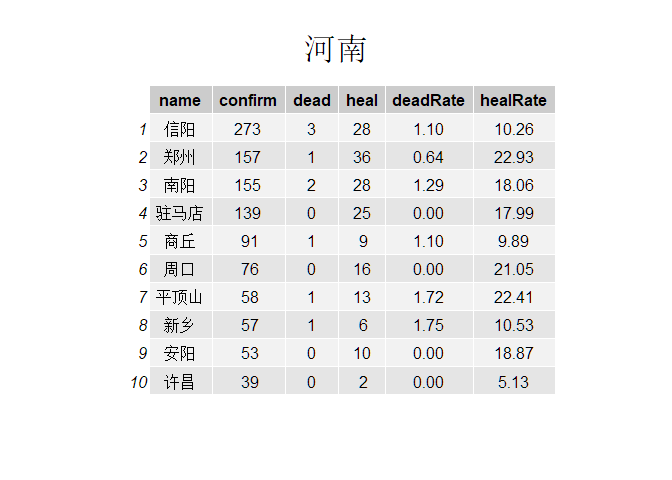 河南
name confirm dead heal deadRate healRate
1 信阳 273 3 28 1.10 10.26
2 郑州 157 1 36 0.64 22.93
3 南阳 155 2 28 1.29 18.06
4 驻马店 139 0 25 0.00 17.99
5 商丘 91 1 9 1.10 9.89
6 周口 76 0 16 0.00 21.05
7 平顶山 58 1 13 1.72 22.41
8 新乡 57 1 6 1.75 10.53
9 安阳 53 0 10 0.00 18.87
10 许昌 39 0 2 0.00 5.13